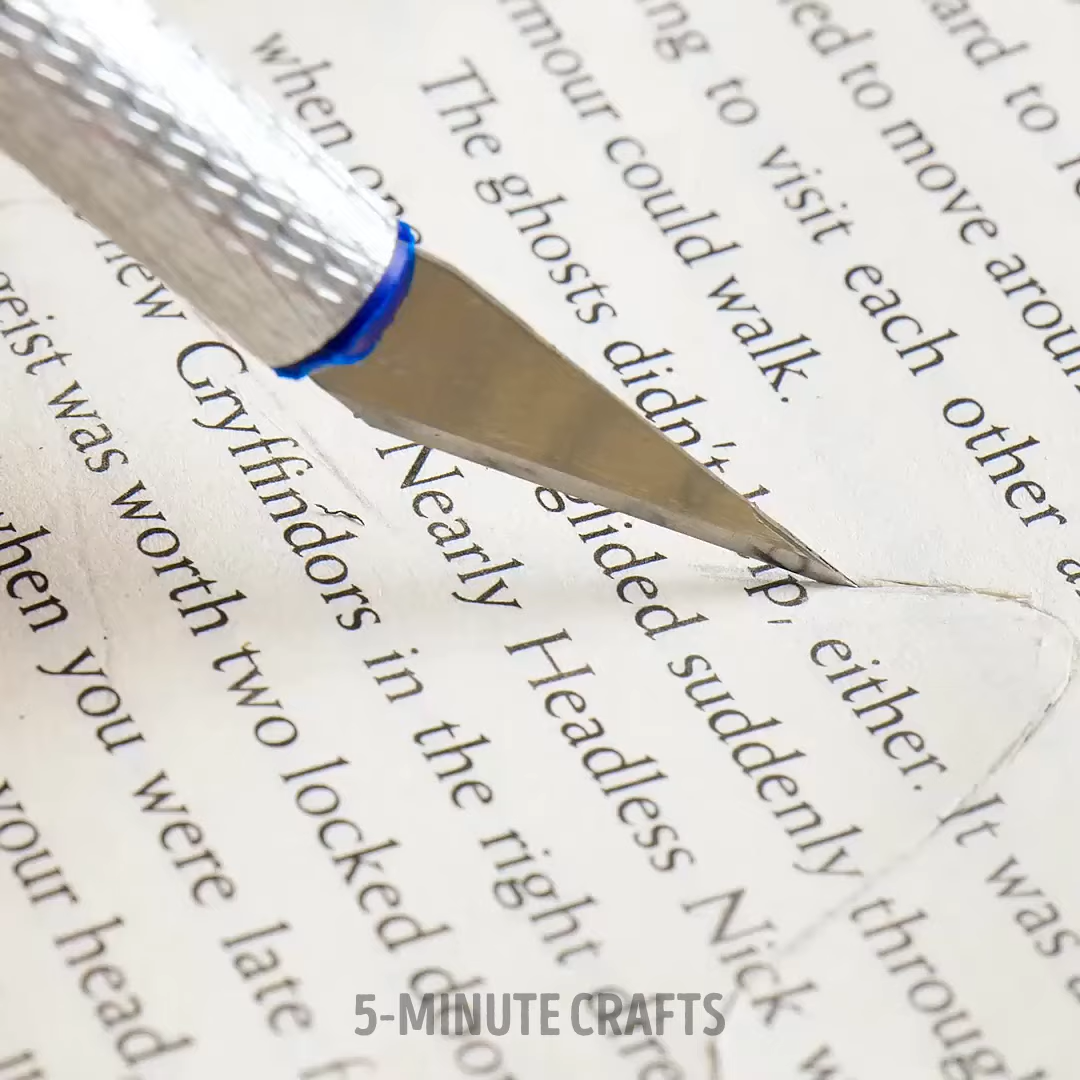 ard to
ed to move aroun
ng to visit each other a
rmour could walk.
The ghosts didn't either. It was a
when glided suddenly through
Nearly Headless Nick w
new Gryffindors in the right dire
geist was worth two locked doo
when you were late f
your head
5-MINUTE CRAFTS